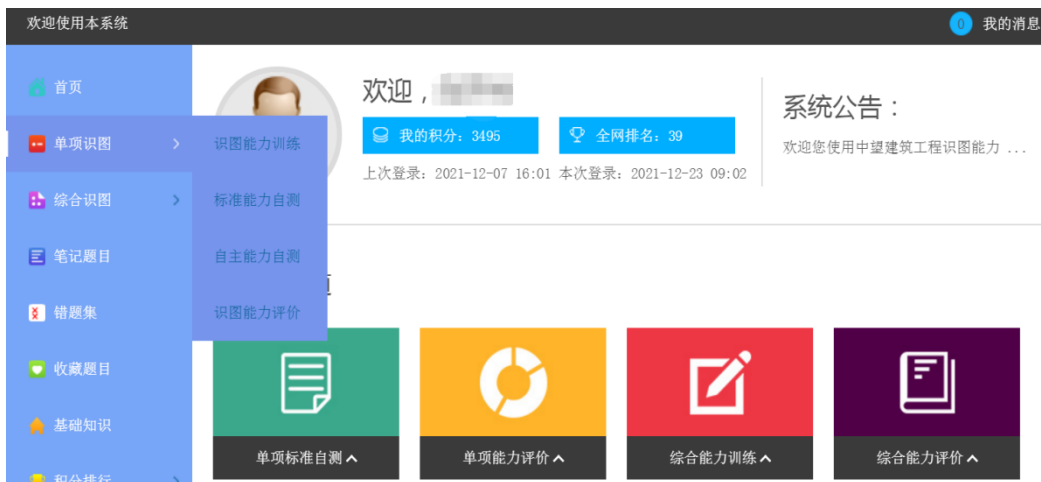 欢迎使用本系统
0 我的消息
首页
单项识图
综合识图
笔记题目
错题集
收藏题目
基础知识
积分排行
识图能力训练
标准能力自测
自主能力自测
识图能力评价
欢迎，
我的积分：3495
全网排名：39
上次登录：2021-12-07 16:01 本次登录：2021-12-23 09:02
系统公告：
欢迎您使用中望建筑工程识图能力 ...
单项标准自测
单项能力评价
综合能力训练
综合能力评价